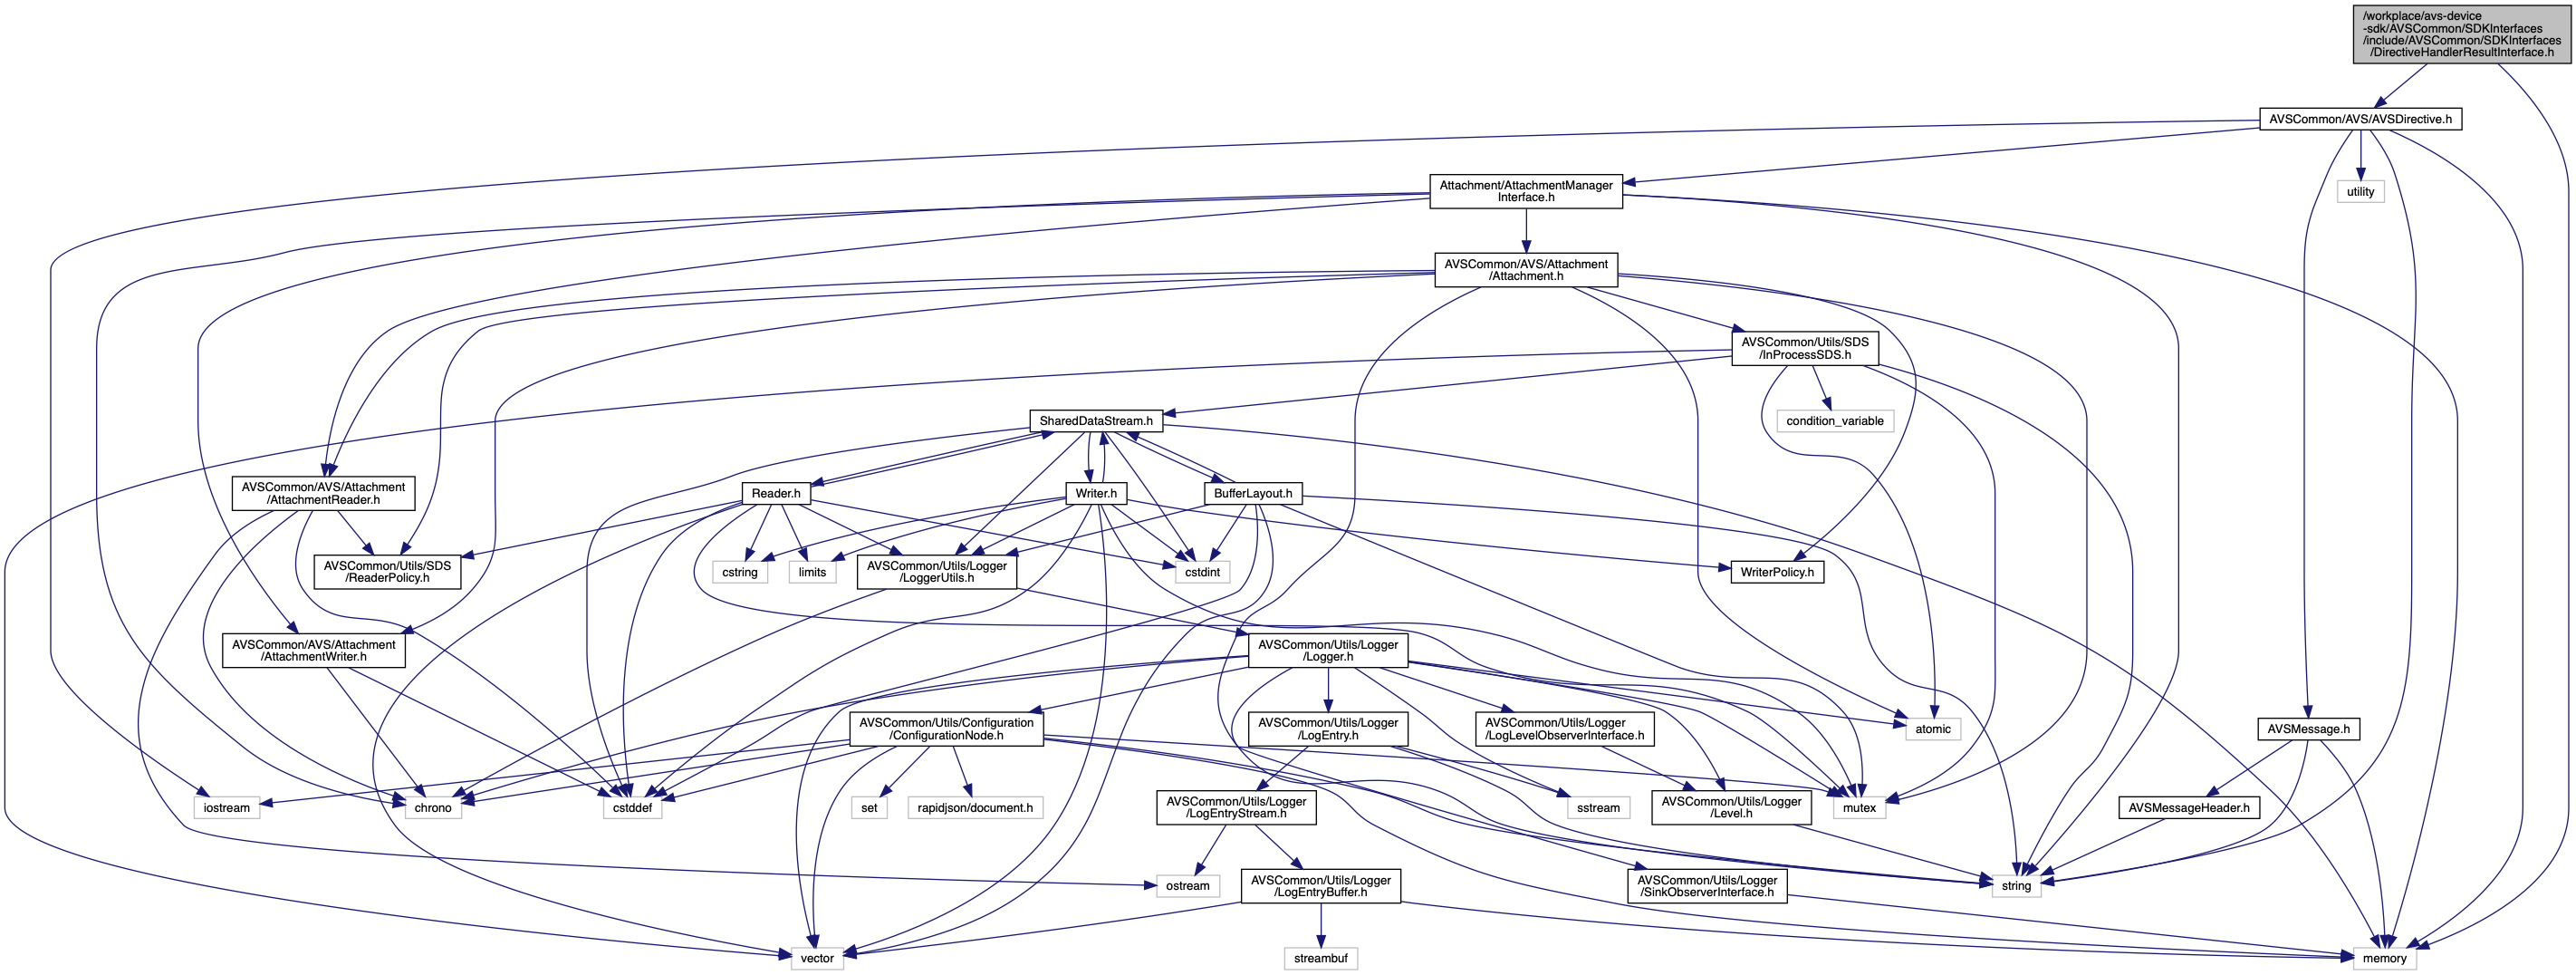 /workplace/avs-device
-sdk/AVSCommon/SDKInterfaces
/include/AVSCommon/SDKInterfaces
/DirectiveHandlerResultInterface.h
AVSCommon/AVS/AVSDirective.h
Attachment/AttachmentManager
Interface.h
utility
AVSCommon/AVS/Attachment
/Attachment.h
AVSCommon/Utils/SDS
/InProcessSDS.h
SharedDataStream.h
condition_variable
AVSCommon/AVS/Attachment
/AttachmentReader.h
Reader.h
Writer.h
BufferLayout.h
AVSCommon/Utils/SDS
/ReaderPolicy.h
cstring
limits
AVSCommon/Utils/Logger
/LoggerUtils.h
cstdint
WriterPolicy.h
AVSCommon/AVS/Attachment
/AttachmentWriter.h
AVSCommon/Utils/Logger
/Logger.h
AVSCommon/Utils/Configuration
/ConfigurationNode.h
AVSCommon/Utils/Logger
/LogEntry.h
AVSCommon/Utils/Logger
/LogLevelObserverInterface.h
atomic
AVSMessage.h
iostream
chrono
cstddef
set
rapidjson/document.h
AVSCommon/Utils/Logger
/LogEntryStream.h
sstream
AVSCommon/Utils/Logger
/Level.h
mutex
AVSMessageHeader.h
ostream
AVSCommon/Utils/Logger
/LogEntryBuffer.h
AVSCommon/Utils/Logger
/SinkObserverInterface.h
string
vector
streambuf
memory